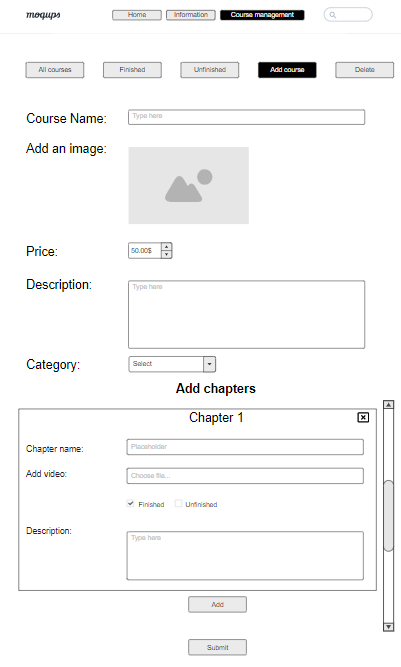 moqups Home Information Course management
All courses Finished Unfinished Add course Delete
Course Name: Type here
Add an image:
Price: 50.00$
Description: Type here
Category: Select
Add chapters
Chapter 1
Chapter name: Placeholder
Add video: Choose file...
Finished Unfinished
Description: Type here
Add
Submit